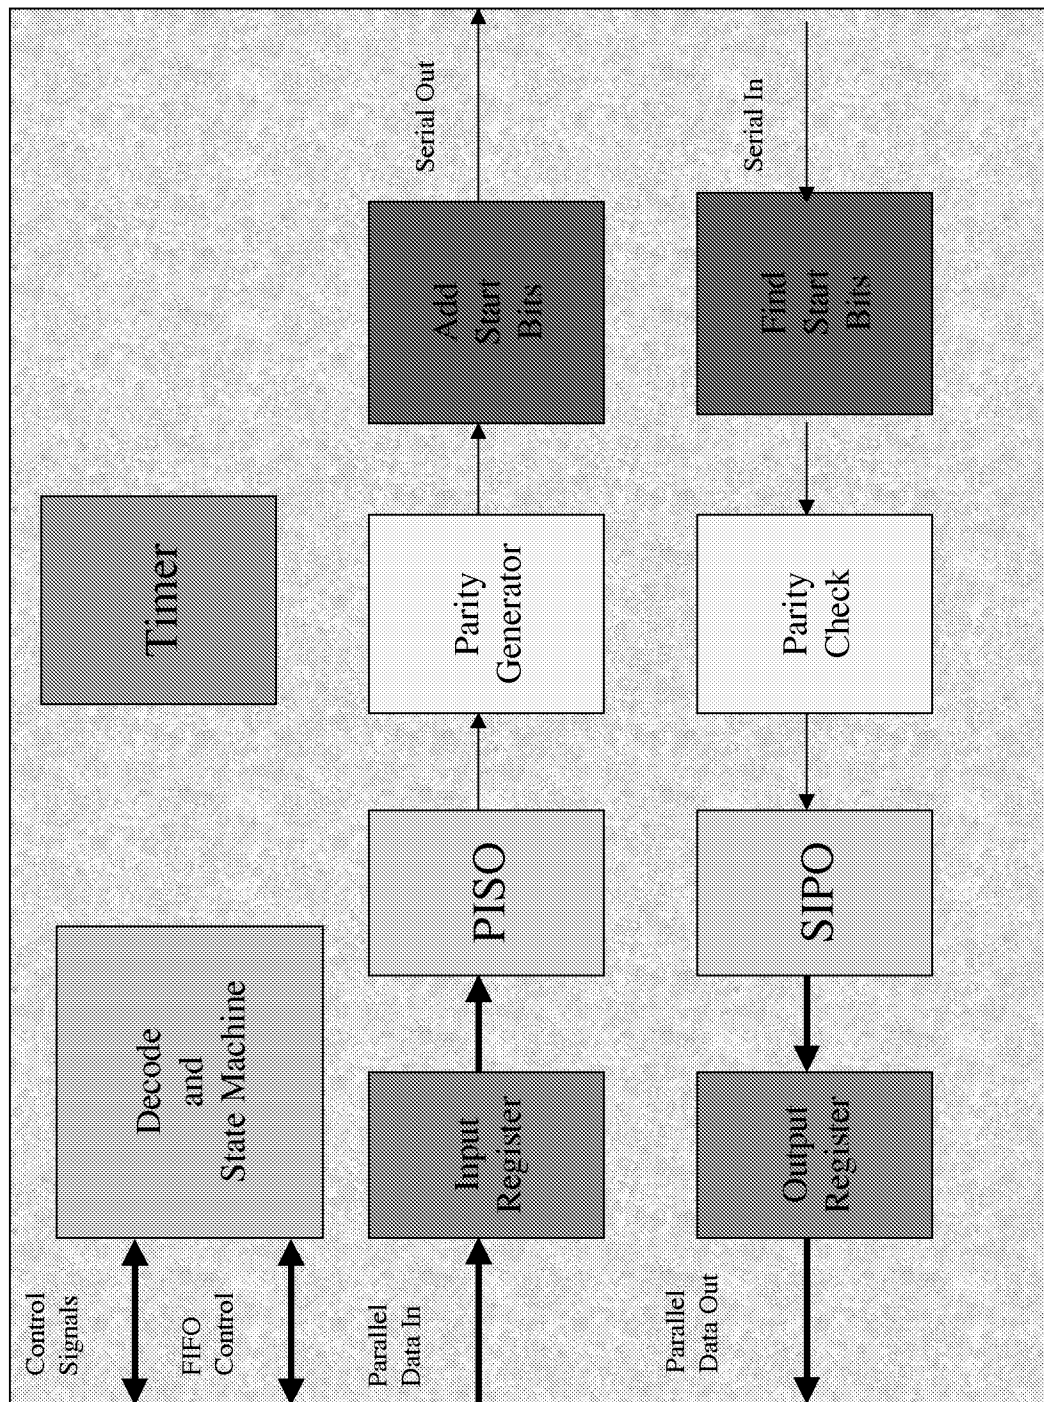 Control
Signals
FIFO
Control
Decode
and
State Machine
Timer
Parallel
Data In
Input
Register
PISO
Parity
Generator
Add
Start
Bits
Serial Out
Parallel
Data Out
Output
Register
SIPO
Parity
Check
Find
Start
Bits
Serial In